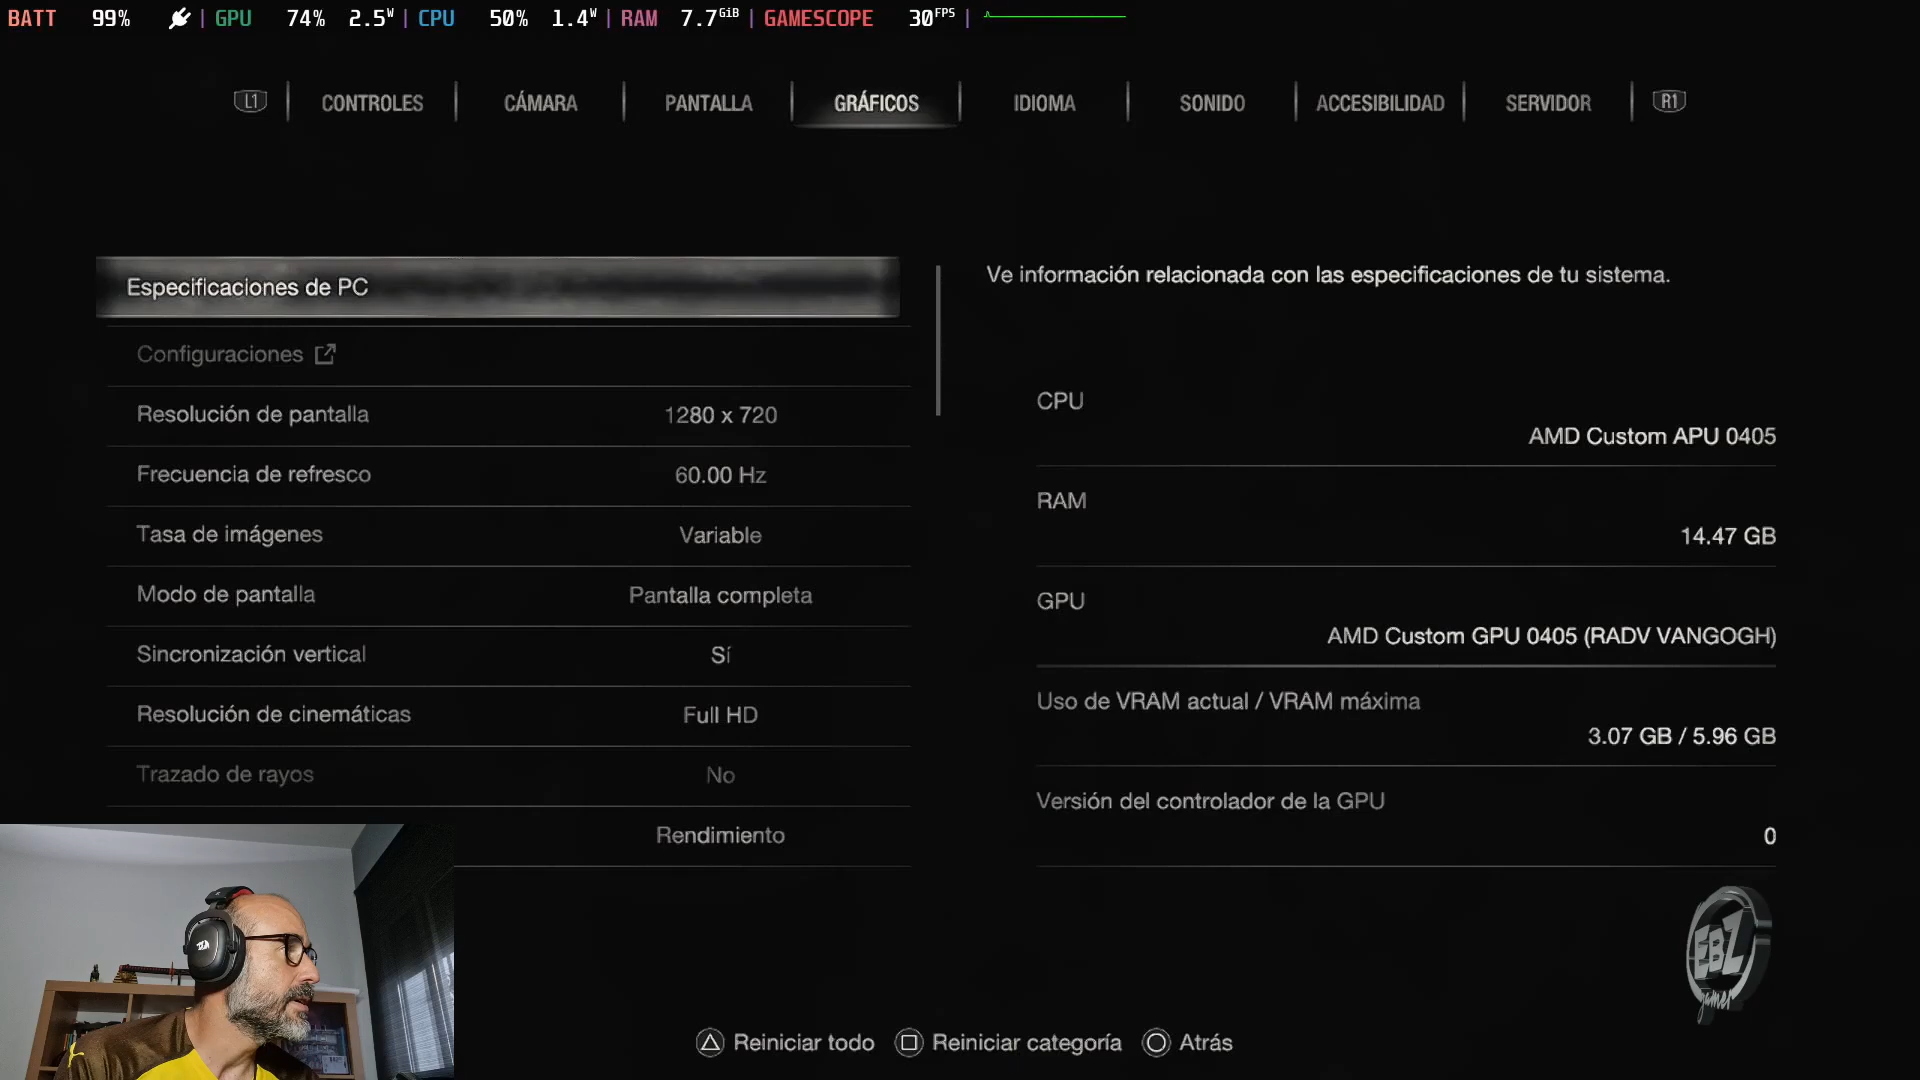 BATT 99% | GPU 74% 2.5W | CPU 50% 1.4W | RAM 7.7GiB | GAMESCOPE 30FPS |
L1 CONTROLES CÁMARA PANTALLA GRÁFICOS IDIOMA SONIDO ACCESIBILIDAD SERVIDOR R1
Especificaciones de PC
Configuraciones
Resolución de pantalla 1280 x 720
Frecuencia de refresco 60.00 Hz
Tasa de imágenes Variable
Modo de pantalla Pantalla completa
Sincronización vertical Sí
Resolución de cinemáticas Full HD
Trazado de rayos No
Rendimiento
Ve información relacionada con las especificaciones de tu sistema.
CPU
AMD Custom APU 0405
RAM
14.47 GB
GPU
AMD Custom GPU 0405 (RADV VANGOGH)
Uso de VRAM actual / VRAM máxima
3.07 GB / 5.96 GB
Versión del controlador de la GPU
0
EBZ
gamer
Reiniciar todo Reiniciar categoría Atrás